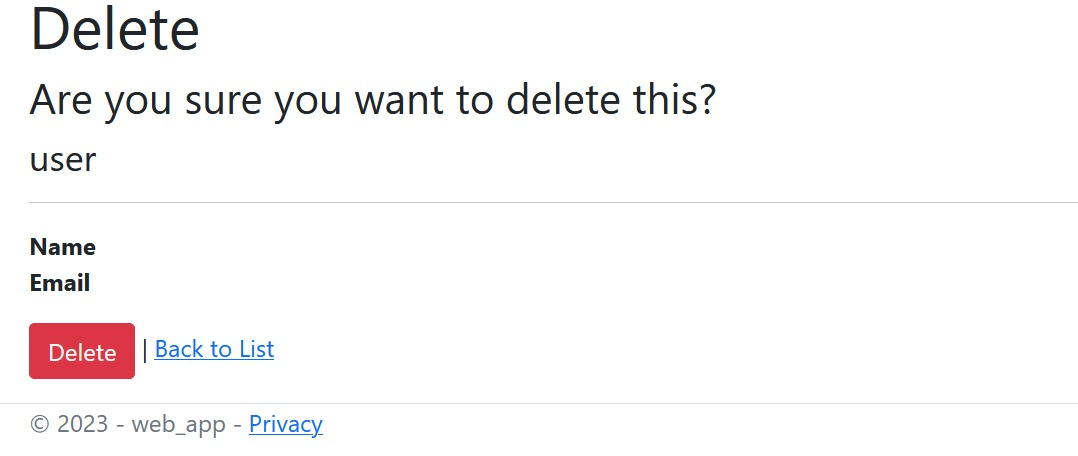 Delete
Are you sure you want to delete this?
user
Name
Email
Delete | Back to List
© 2023 - web_app - Privacy